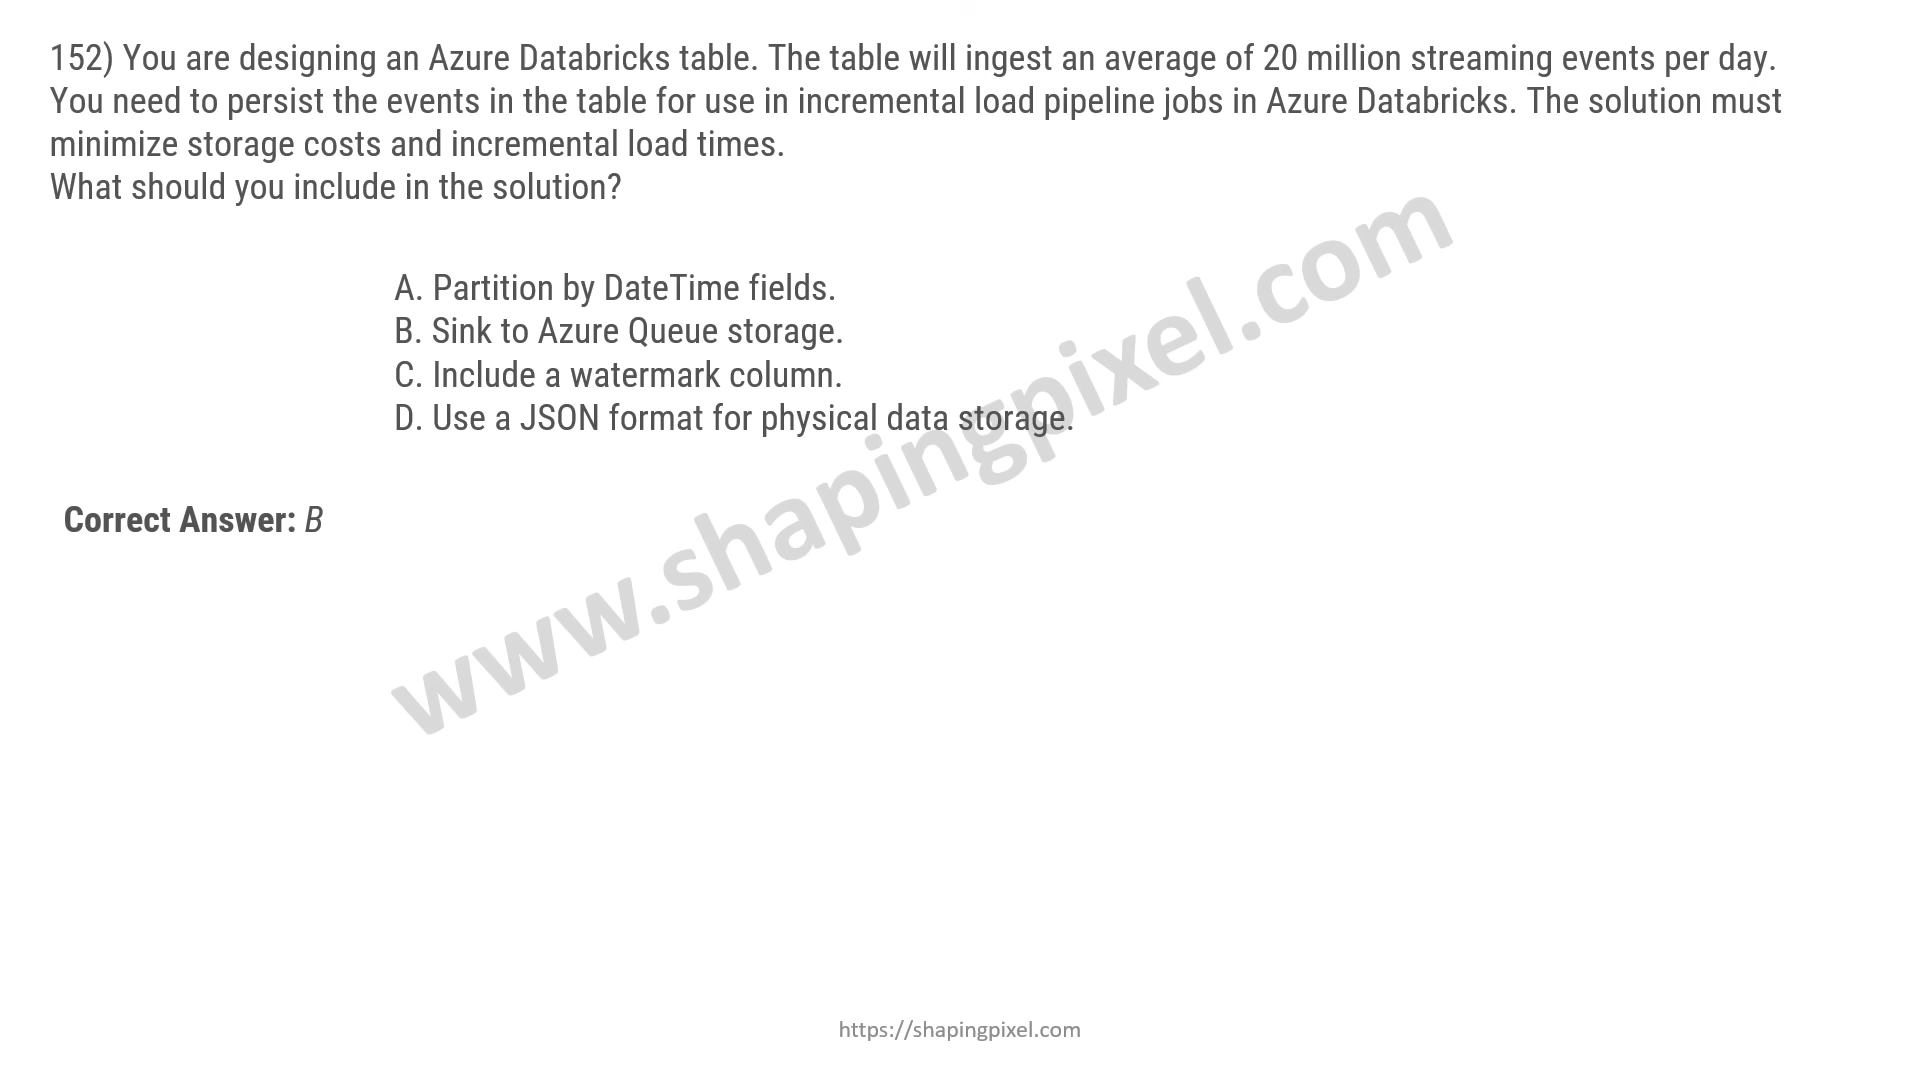 152) You are designing an Azure Databricks table. The table will ingest an average of 20 million streaming events per day.
You need to persist the events in the table for use in incremental load pipeline jobs in Azure Databricks. The solution must
minimize storage costs and incremental load times.
What should you include in the solution?
A. Partition by DateTime fields.
B. Sink to Azure Queue storage.
C. Include a watermark column.
D. Use a JSON format for physical data storage.
Correct Answer: B
www.shapingpixel.com
https://shapingpixel.com